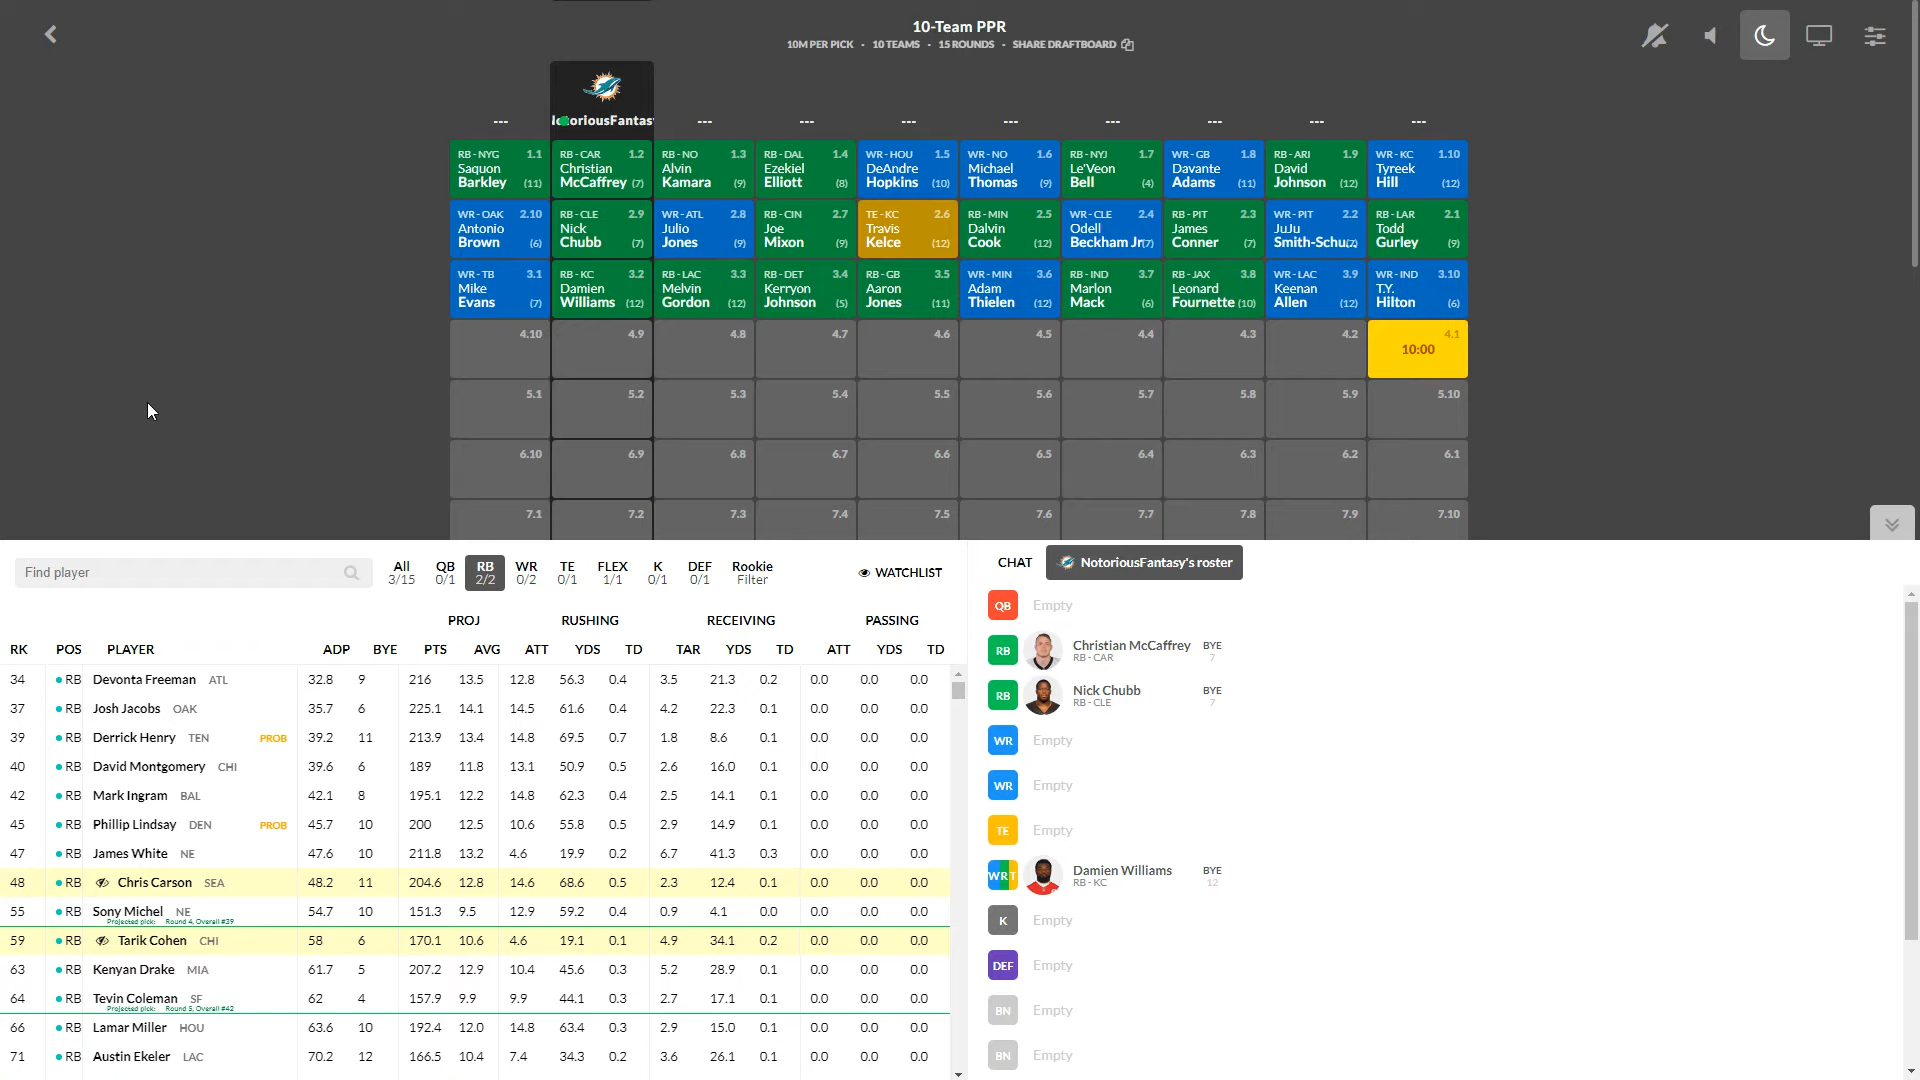 10-Team PPR
10M PER PICK • 10 TEAMS • 15 ROUNDS • SHARE DRAFTBOARD
--- --- --- --- --- --- --- --- ---
RB - NYG 1.1 RB - CAR 1.2 RB - NO 1.3 RB - DAL 1.4 WR - HOU 1.5 WR - NO 1.6 RB - NYJ 1.7 WR - GB 1.8 RB - ARI 1.9 WR - KC 1.10
Saquon Christian Alvin Ezekiel DeAndre Michael Le'Veon Davante David Tyreek
Barkley (11) McCaffrey (7) Kamara (9) Elliott (8) Hopkins (10) Thomas (9) Bell (4) Adams (11) Johnson (12) Hill (12)
WR - OAK 2.10 RB - CLE 2.9 WR - ATL 2.8 RB - CIN 2.7 TE - KC 2.6 RB - MIN 2.5 WR - CLE 2.4 RB - PIT 2.3 WR - PIT 2.2 RB - LAR 2.1
Antonio Nick Julio Joe Travis Dalvin Odell James JuJu Todd
Brown (6) Chubb (7) Jones (9) Mixon (9) Kelce (12) Cook (12) Beckham Jr (7) Conner (7) Smith-Schu... Gurley (9)
WR - TB 3.1 RB - KC 3.2 RB - LAC 3.3 RB - DET 3.4 RB - GB 3.5 WR - MIN 3.6 RB - IND 3.7 RB - JAX 3.8 WR - LAC 3.9 WR - IND 3.10
Mike Damien Melvin Kerryon Aaron Adam Marlon Leonard Keenan T.Y.
Evans (7) Williams (12) Gordon (12) Johnson (5) Jones (11) Thielen (12) Mack (6) Fournette (10) Allen (12) Hilton (6)
4.10 4.9 4.8 4.7 4.6 4.5 4.4 4.3 4.2 4.1
10:00
5.1 5.2 5.3 5.4 5.5 5.6 5.7 5.8 5.9 5.10
6.10 6.9 6.8 6.7 6.6 6.5 6.4 6.3 6.2 6.1
7.1 7.2 7.3 7.4 7.5 7.6 7.7 7.8 7.9 7.10
Find player
All QB RB WR TE FLEX K DEF Rookie
3/15 0/1 2/2 0/2 0/1 1/1 0/1 0/1 Filter
WATCHLIST
PROJ RUSHING RECEIVING PASSING
RK POS PLAYER ADP BYE PTS AVG ATT YDS TD TAR YDS TD ATT YDS TD
34 RB Devonta Freeman ATL 32.8 9 216 13.5 12.8 56.3 0.4 3.5 21.3 0.2 0.0 0.0 0.0
37 RB Josh Jacobs OAK 35.7 6 225.1 14.1 14.5 61.6 0.4 4.2 22.3 0.1 0.0 0.0 0.0
39 RB Derrick Henry TEN PROB 39.2 11 213.9 13.4 14.8 69.5 0.7 1.8 8.6 0.1 0.0 0.0 0.0
40 RB David Montgomery CHI 39.6 6 189 11.8 13.1 50.9 0.5 2.6 16.0 0.1 0.0 0.0 0.0
42 RB Mark Ingram BAL 42.1 8 195.1 12.2 14.8 62.3 0.4 2.5 14.1 0.1 0.0 0.0 0.0
45 RB Phillip Lindsay DEN PROB 45.7 10 200 12.5 10.6 55.8 0.5 2.9 14.9 0.1 0.0 0.0 0.0
47 RB James White NE 47.6 10 211.8 13.2 4.6 19.9 0.2 6.7 41.3 0.3 0.0 0.0 0.0
48 RB Chris Carson SEA 48.2 11 204.6 12.8 14.6 68.6 0.5 2.3 12.4 0.1 0.0 0.0 0.0
55 RB Sony Michel NE 54.7 10 151.3 9.5 12.9 59.2 0.4 0.9 4.1 0.0 0.0 0.0 0.0
Projected pick: Round 4, Overall #39
59 RB Tarik Cohen CHI 58 6 170.1 10.6 4.6 19.1 0.1 4.9 34.1 0.2 0.0 0.0 0.0
63 RB Kenyan Drake MIA 61.7 5 207.2 12.9 10.4 45.6 0.3 5.2 28.9 0.1 0.0 0.0 0.0
64 RB Tevin Coleman SF 62 4 157.9 9.9 9.9 44.1 0.3 2.7 17.1 0.1 0.0 0.0 0.0
Projected pick: Round 5, Overall #42
66 RB Lamar Miller HOU 63.6 10 192.4 12.0 14.8 63.4 0.3 2.9 15.0 0.1 0.0 0.0 0.0
71 RB Austin Ekeler LAC 70.2 12 166.5 10.4 7.4 34.3 0.2 3.6 26.1 0.1 0.0 0.0 0.0
CHAT NotoriousFantasy's roster
QB Empty
RB Christian McCaffrey BYE
RB - CAR 7
RB Nick Chubb BYE
RB - CLE 7
WR Empty
WR Empty
TE Empty
WRT Damien Williams BYE
RB - KC 12
K Empty
DEF Empty
BN Empty
BN Empty